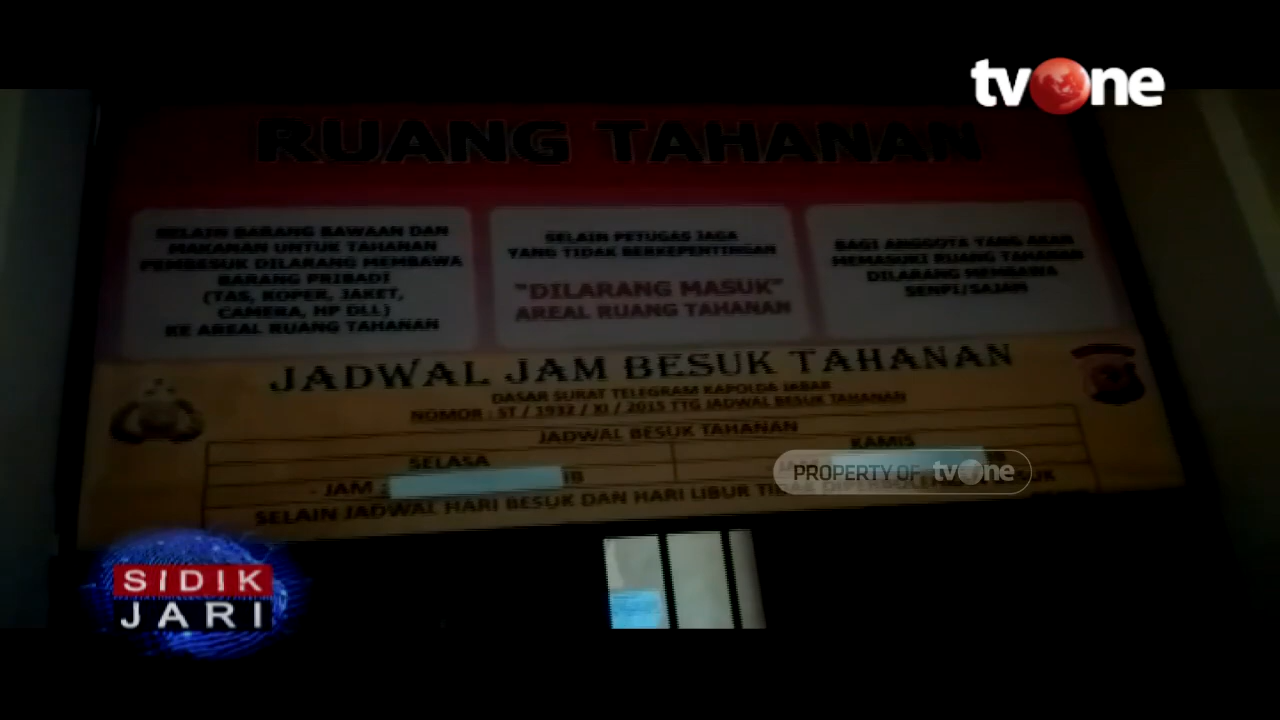 tvOne
RUANG TAHANAN
SELAIN BARANG BAWAAN DAN
MAKANAN UNTUK TAHANAN
PEMBESUK DILARANG MEMBAWA
BARANG PRIBADI
(TAS, KOPER, JAKET,
CAMERA, HP DLL)
KE AREAL RUANG TAHANAN
SELAIN PETUGAS JAGA
YANG TIDAK BERKEPENTINGAN
"DILARANG MASUK"
AREAL RUANG TAHANAN
BAGI ANGGOTA YANG AKAN
MEMASUKI RUANG TAHANAN
DILARANG MEMBAWA
SENPI/SAJAM
JADWAL JAM BESUK TAHANAN
DASAR SURAT TELEGRAM KAPOLDA JABAR
NOMOR : ST / 1932 / XI / 2015 TTG JADWAL BESUK TAHANAN
JADWAL BESUK TAHANAN
SELASA
KAMIS
- JAM :
IB
PROPERTY OF tvOne
SELAIN JADWAL HARI BESUK DAN HARI LIBUR
SIDIK
JARI